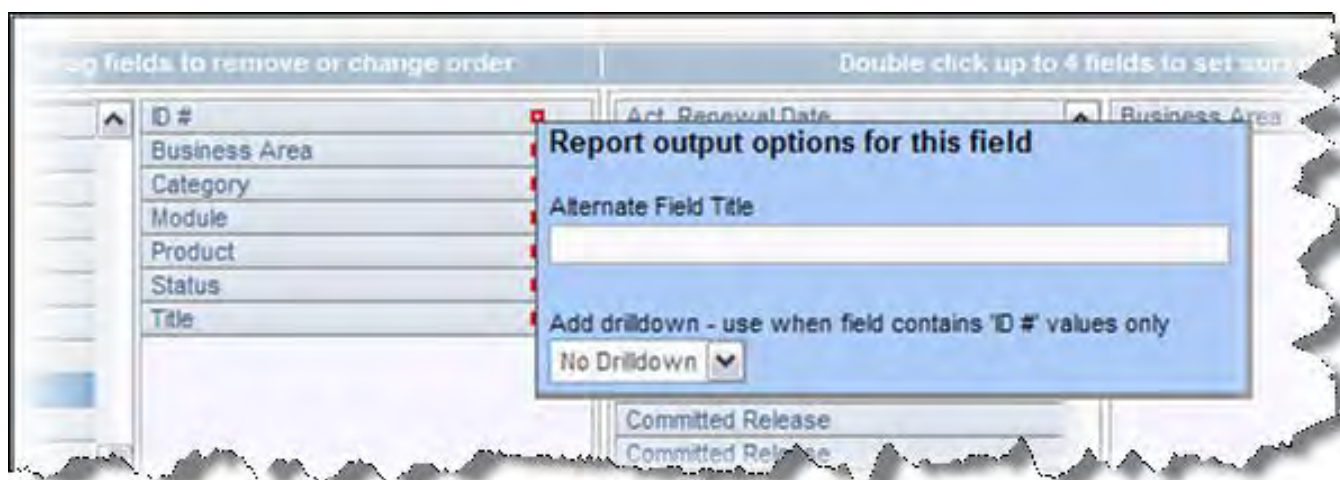 fields to remove or change order
Double click up to 4 fields to set
ID #
Business Area
Category
Module
Product
Status
Title
Act. Renewal Date
Business Area
Report output options for this field
Alternate Field Title
Add drilldown - use when field contains 'ID #' values only
No Drilldown
Committed Release
Committed Release